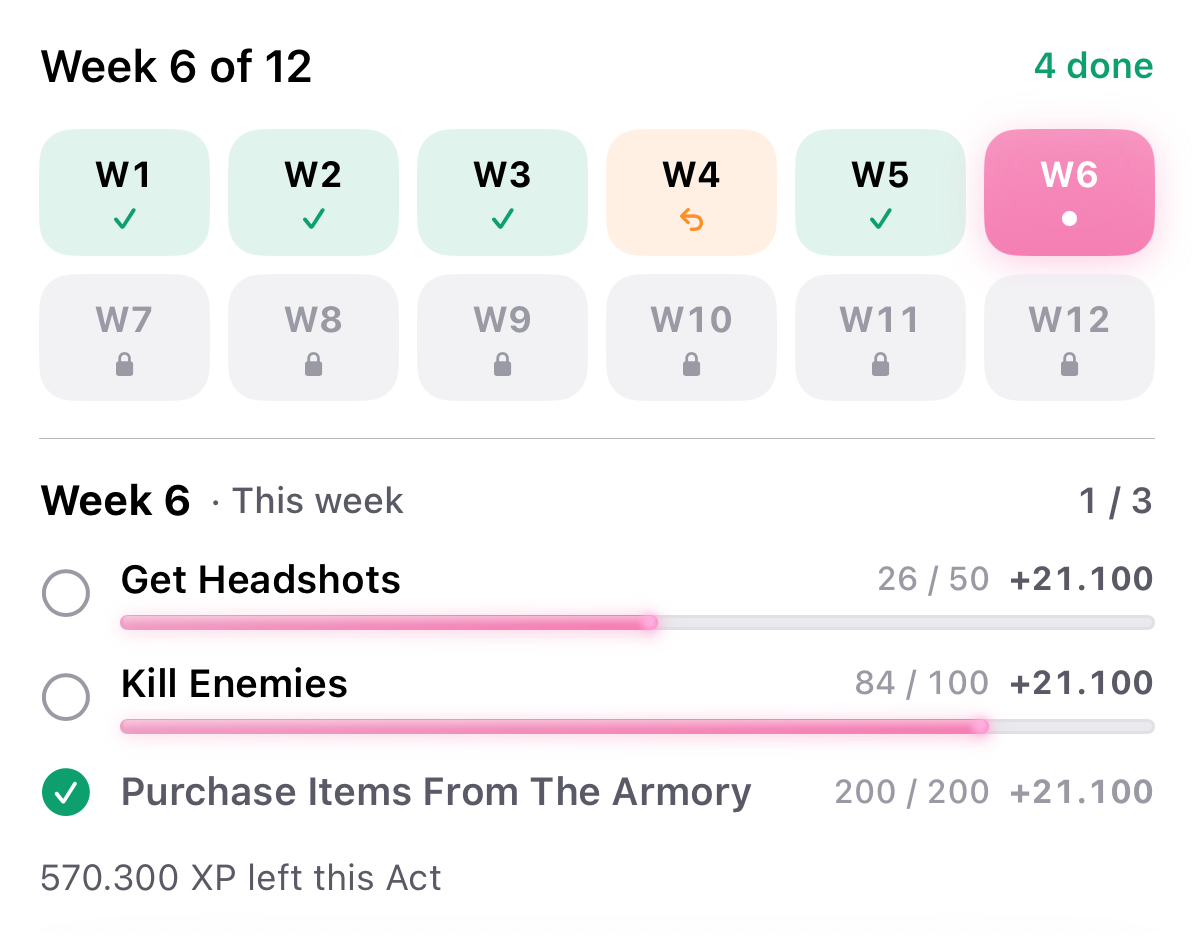 Week 6 of 12 4 done
W1 W2 W3 W4 W5 W6
W7 W8 W9 W10 W11 W12
Week 6 · This week 1 / 3
Get Headshots 26 / 50 +21.100
Kill Enemies 84 / 100 +21.100
Purchase Items From The Armory 200 / 200 +21.100
570.300 XP left this Act